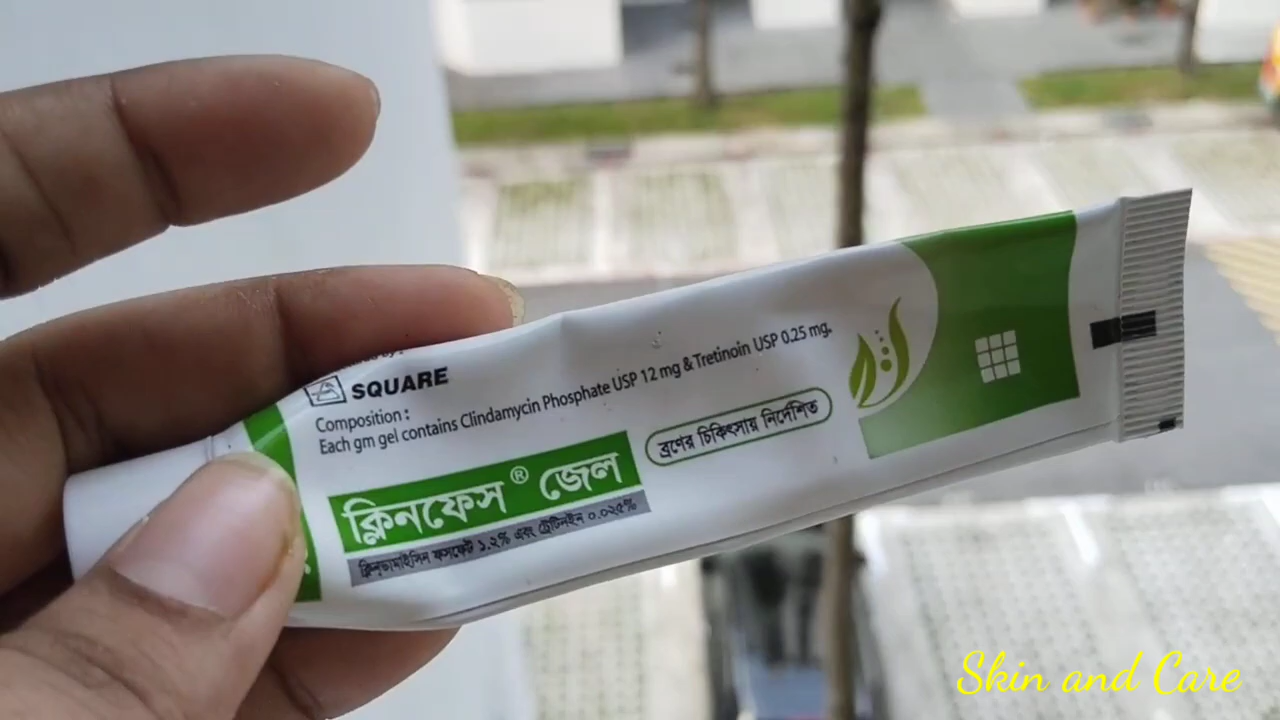 SQUARE
Composition :
Each gm gel contains Clindamycin Phosphate USP 12 mg & Tretinoin USP 0.25 mg.
ক্লিনফেস® জেল
ব্রণের চিকিৎসায় নির্দেশিত
ক্লিন্ডামাইসিন ফসফেট ১.২% এবং ট্রেটিনইন ০.০২৫%
Skin and Care